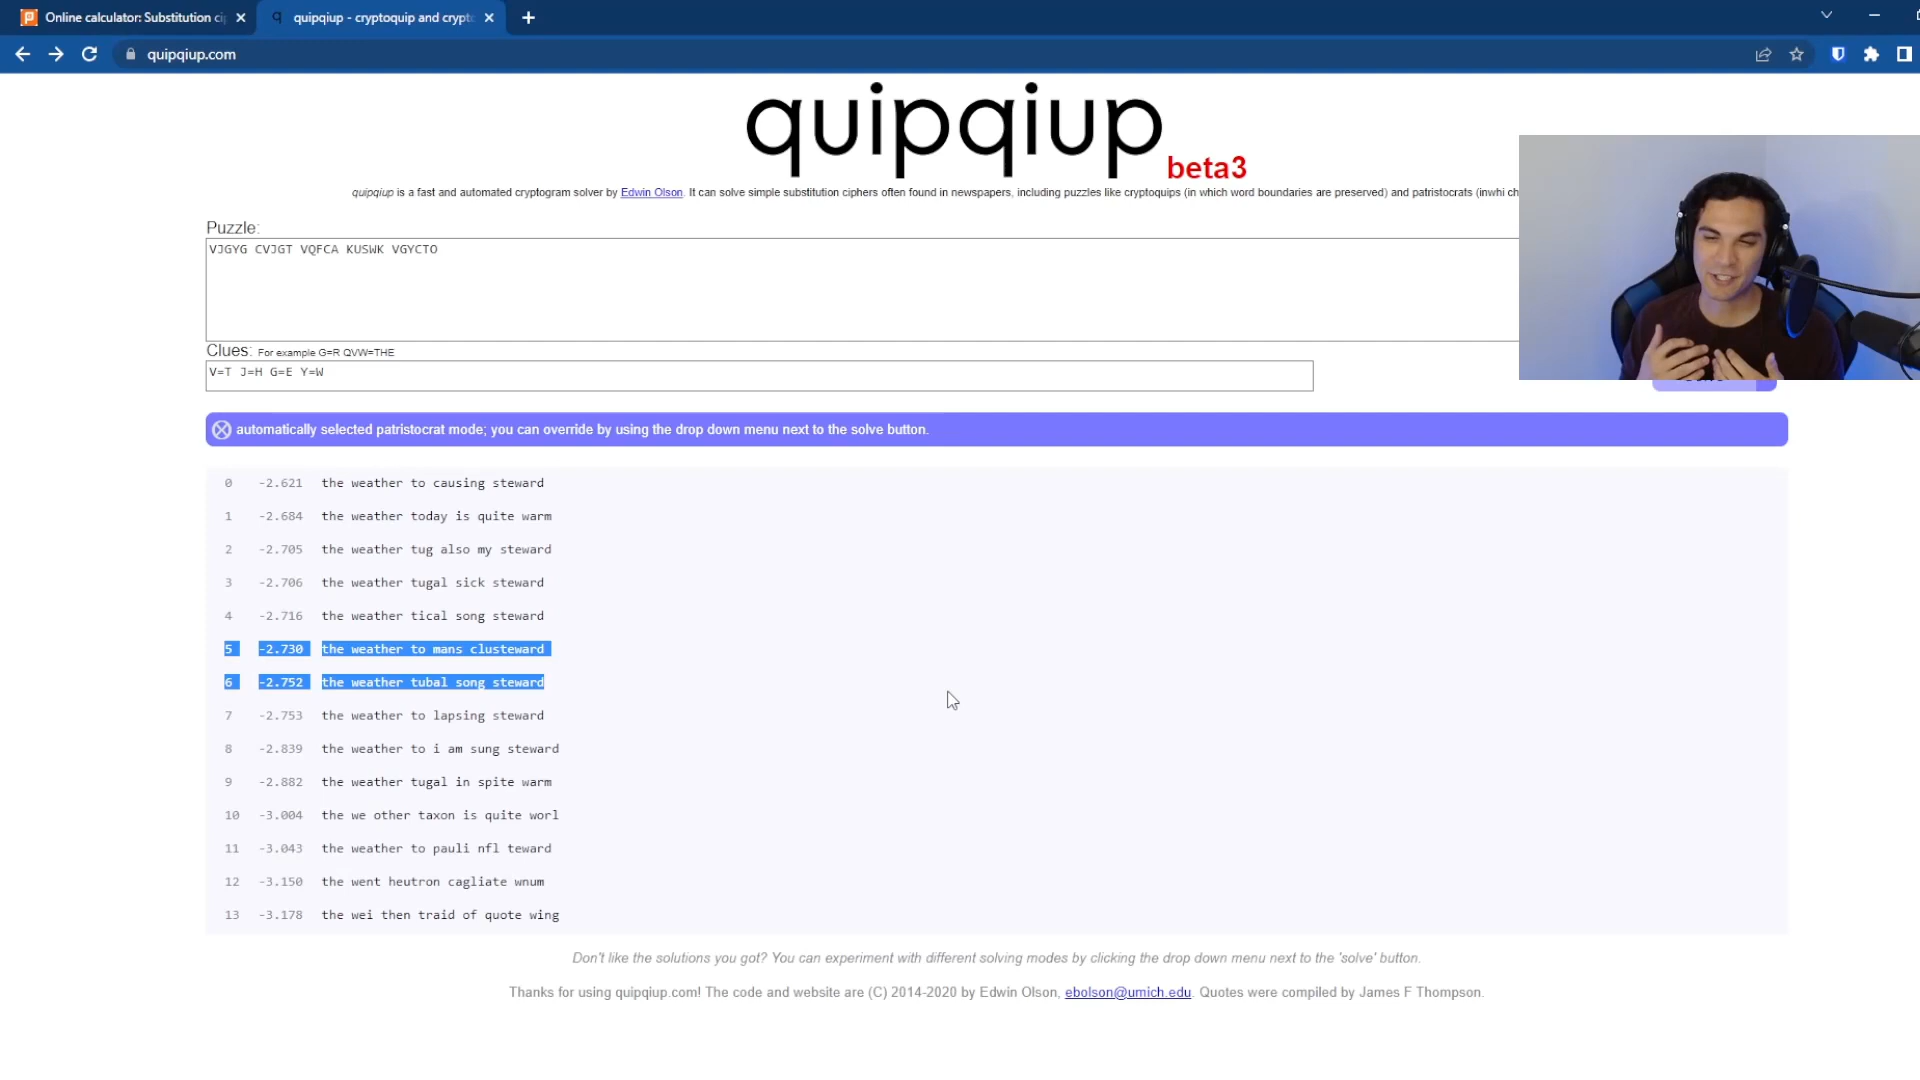 Online calculator: Substitution ci
quipqiup - cryptoquip and crypto
quipqiup.com
quipqiup
beta3
quipqiup is a fast and automated cryptogram solver by Edwin Olson. It can solve simple substitution ciphers often found in newspapers, including puzzles like cryptoquips (in which word boundaries are preserved) and patristocrats (inwhi ch
Puzzle:
VJGYG CVJGT VQFCA KUSWK VGYCTO
Clues: For example G=R QVW=THE
V=T J=H G=E Y=W
automatically selected patristocrat mode; you can override by using the drop down menu next to the solve button.
0 -2.621 the weather to causing steward
1 -2.684 the weather today is quite warm
2 -2.705 the weather tug also my steward
3 -2.706 the weather tugal sick steward
4 -2.716 the weather tical song steward
5 -2.730 the weather to mans clusteward
6 -2.752 the weather tubal song steward
7 -2.753 the weather to lapsing steward
8 -2.839 the weather to i am sung steward
9 -2.882 the weather tugal in spite warm
10 -3.004 the we other taxon is quite worl
11 -3.043 the weather to pauli nfl teward
12 -3.150 the went heutron cagliate wnum
13 -3.178 the wei then traid of quote wing
Don't like the solutions you got? You can experiment with different solving modes by clicking the drop down menu next to the 'solve' button.
Thanks for using quipqiup.com! The code and website are (C) 2014-2020 by Edwin Olson, ebolson@umich.edu. Quotes were compiled by James F Thompson.